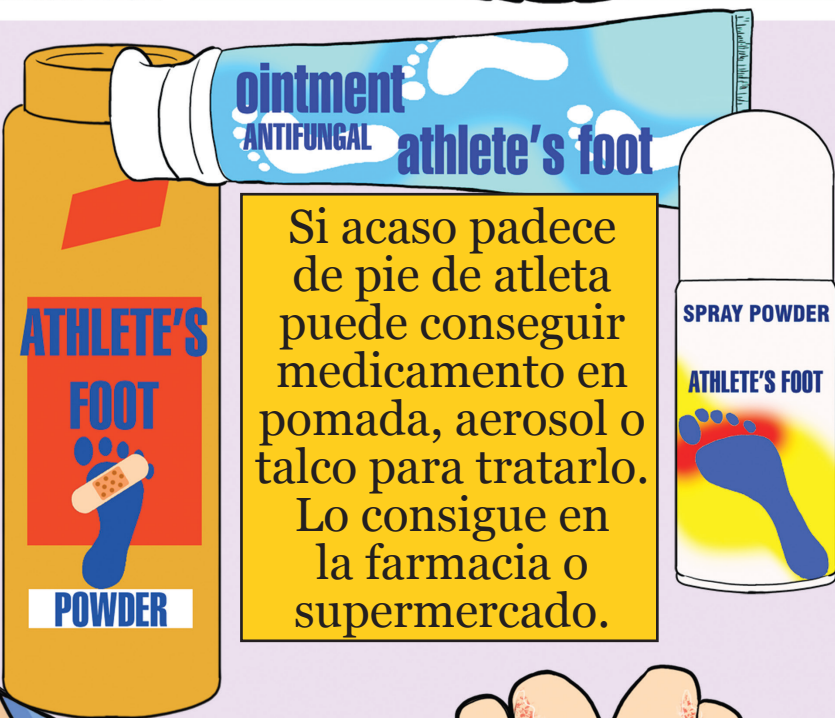 ointment
ANTIFUNGAL
athlete's foot
Si acaso padece
de pie de atleta
puede conseguir
medicamento en
pomada, aerosol o
talco para tratarlo.
Lo consigue en
la farmacia o
supermercado.
ATHLETE'S
FOOT
POWDER
SPRAY POWDER
ATHLETE'S FOOT